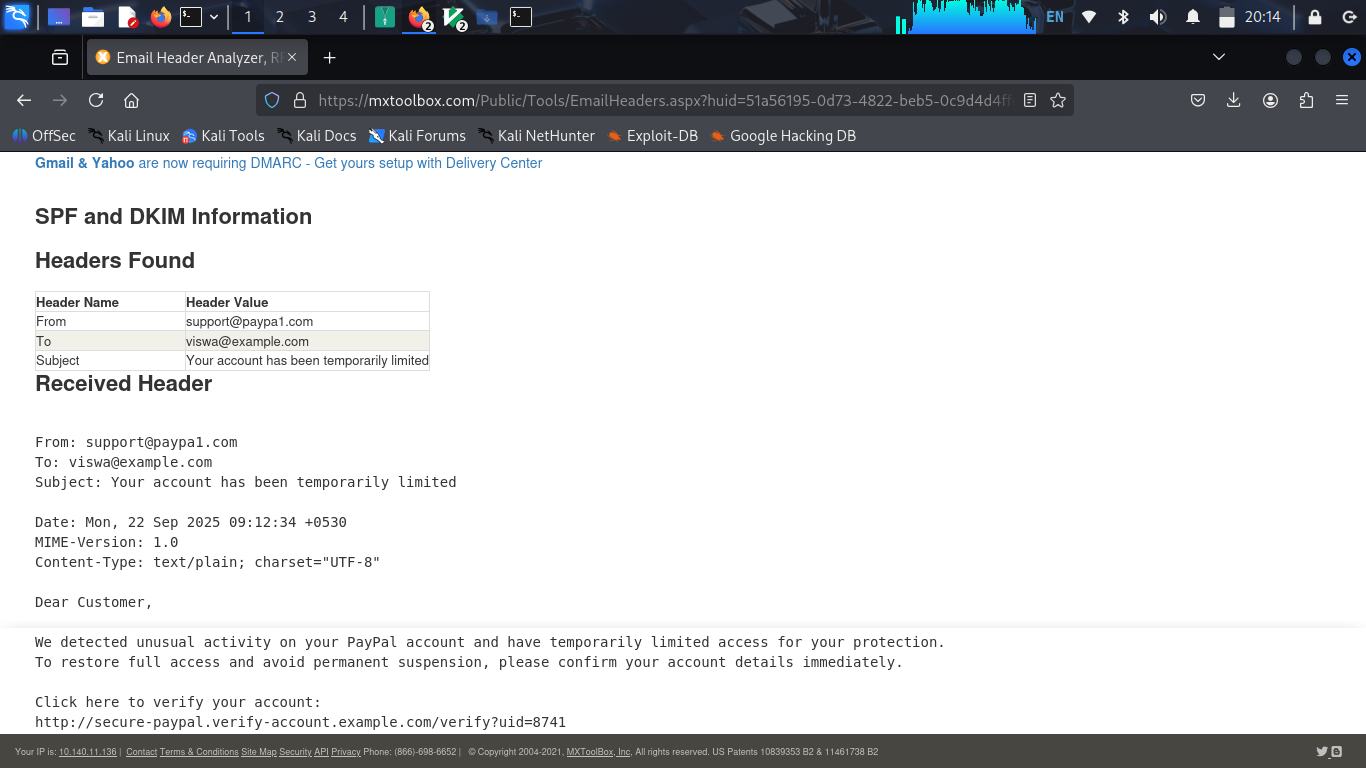 1 2 3 4 2 2 EN 20:14
Email Header Analyzer, RF
https://mxtoolbox.com/Public/Tools/EmailHeaders.aspx?huid=51a56195-0d73-4822-beb5-0c9d4d4ff
OffSec Kali Linux Kali Tools Kali Docs Kali Forums Kali NetHunter Exploit-DB Google Hacking DB
Gmail & Yahoo are now requiring DMARC - Get yours setup with Delivery Center
SPF and DKIM Information
Headers Found
Header Name Header Value
From support@paypa1.com
To viswa@example.com
Subject Your account has been temporarily limited
Received Header
From: support@paypa1.com
To: viswa@example.com
Subject: Your account has been temporarily limited
Date: Mon, 22 Sep 2025 09:12:34 +0530
MIME-Version: 1.0
Content-Type: text/plain; charset="UTF-8"
Dear Customer,
We detected unusual activity on your PayPal account and have temporarily limited access for your protection.
To restore full access and avoid permanent suspension, please confirm your account details immediately.
Click here to verify your account:
http://secure-paypal.verify-account.example.com/verify?uid=8741
Your IP is: 10.140.11.136 | Contact Terms & Conditions Site Map Security API Privacy Phone: (866)-698-6652 | © Copyright 2004-2021, MXToolBox, Inc, All rights reserved. US Patents 10839353 B2 & 11461738 B2